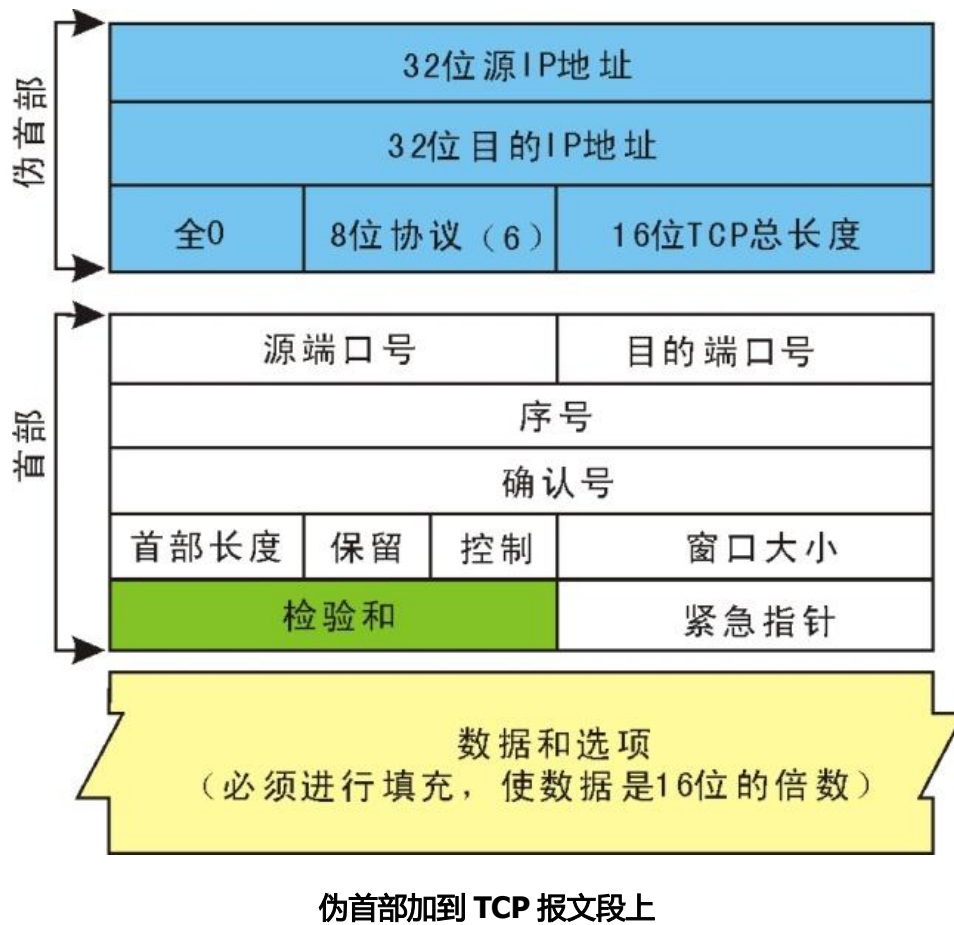 伪首部
32位源IP地址
32位目的IP地址
全0 8位协议（6） 16位TCP总长度
首部
源端口号 目的端口号
序号
确认号
首部长度 保留 控制 窗口大小
检验和 紧急指针
数据和选项
（必须进行填充，使数据是16位的倍数）
伪首部加到 TCP 报文段上